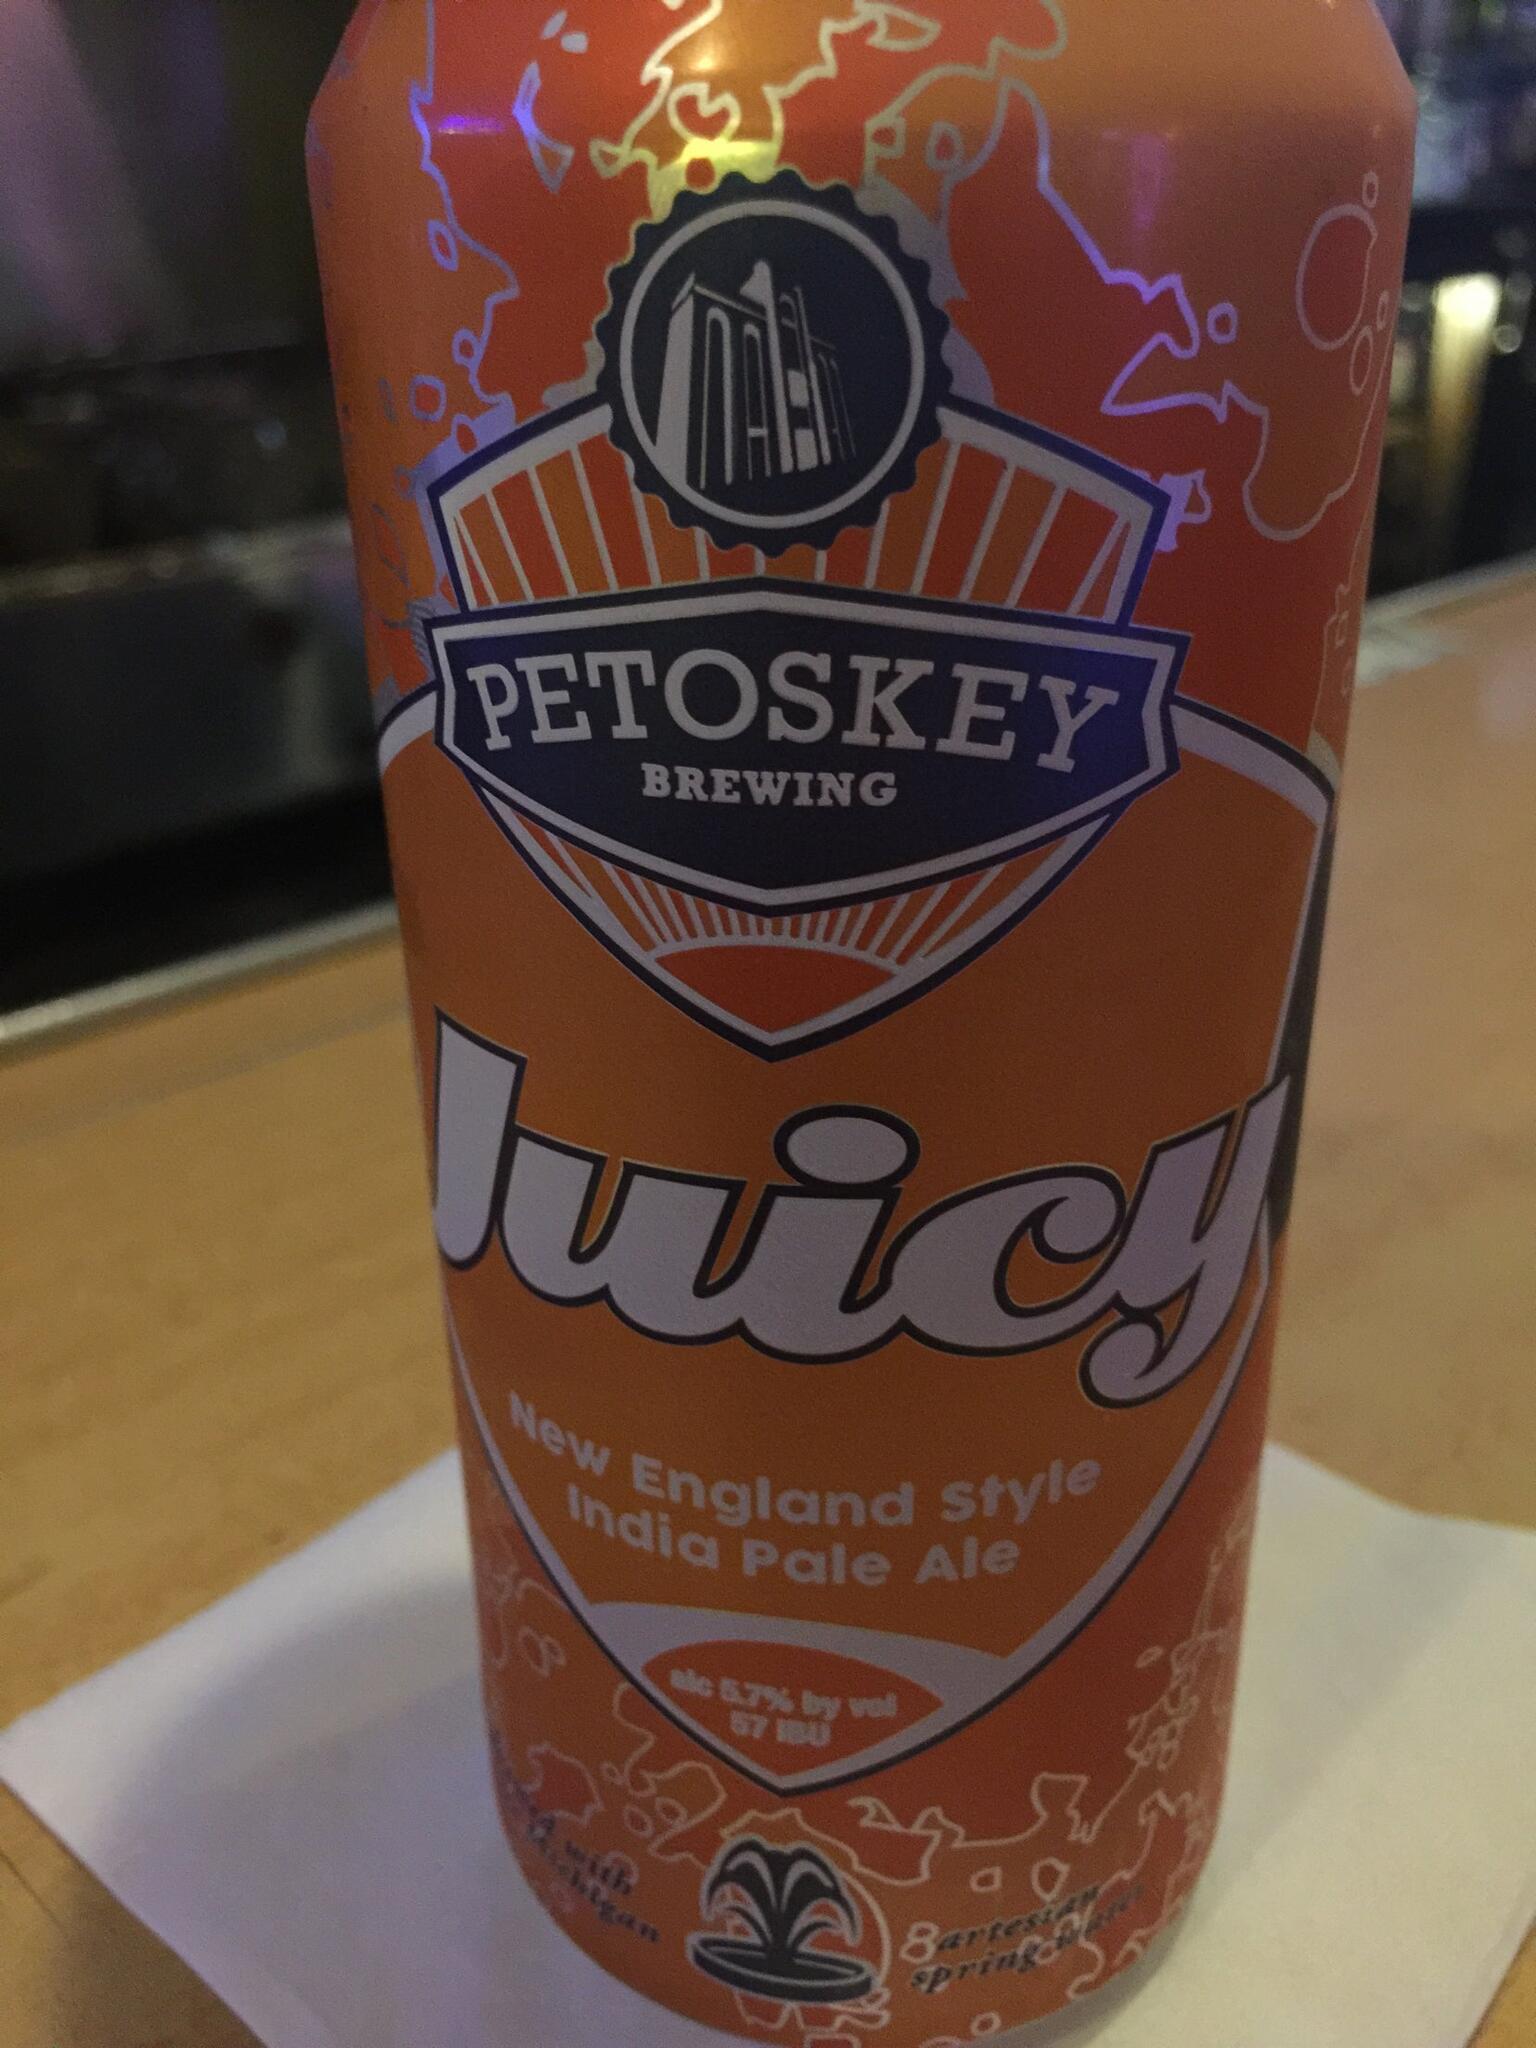 PETOSKEY
BREWING
Juicy
New England Style
India Pale Ale
alc 5.7% by vol
57 IBU
with
Michigan
artesian
spring water